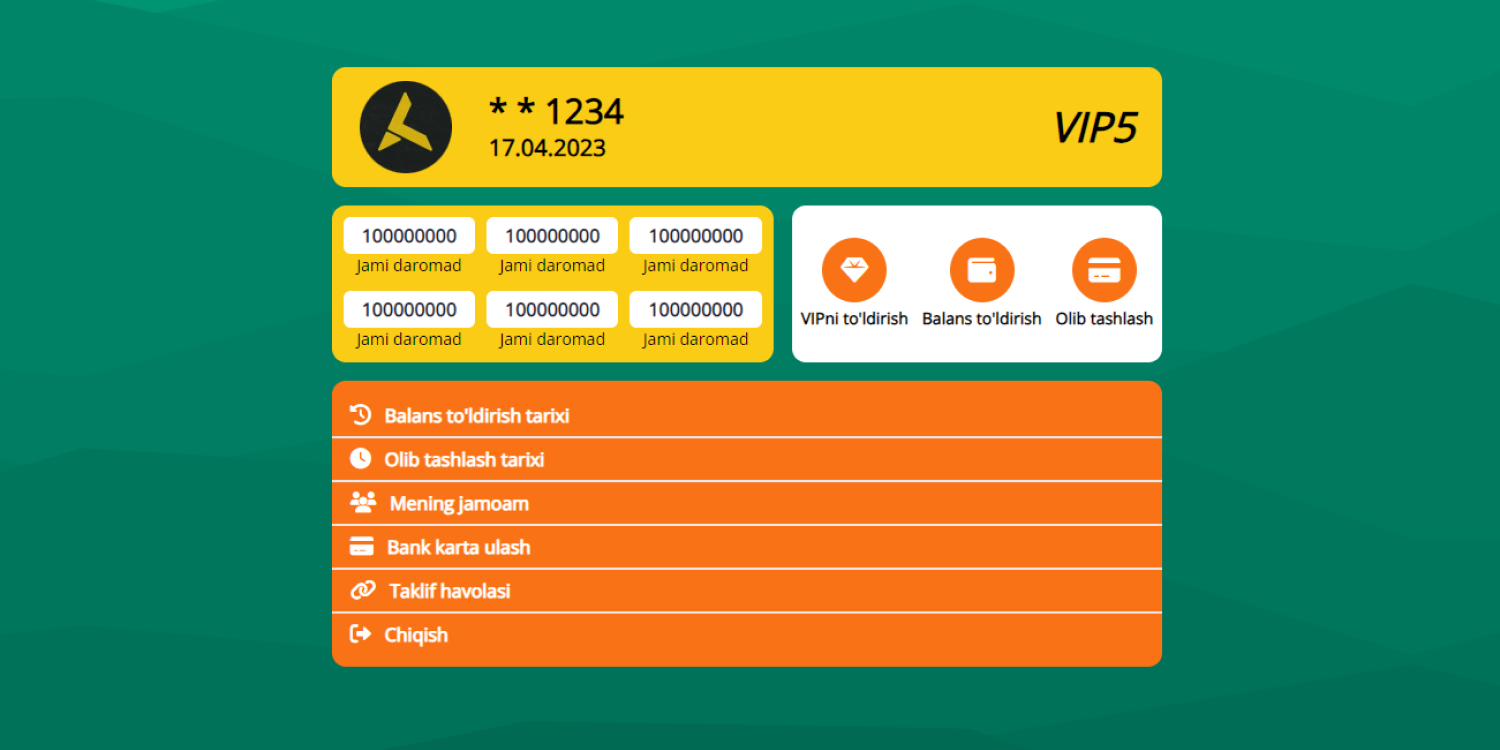 * * 1234
17.04.2023
VIP5
100000000 100000000 100000000
Jami daromad Jami daromad Jami daromad
100000000 100000000 100000000
Jami daromad Jami daromad Jami daromad
VIPni to'ldirish Balans to'ldirish Olib tashlash
Balans to'ldirish tarixi
Olib tashlash tarixi
Mening jamoam
Bank karta ulash
Taklif havolasi
Chiqish